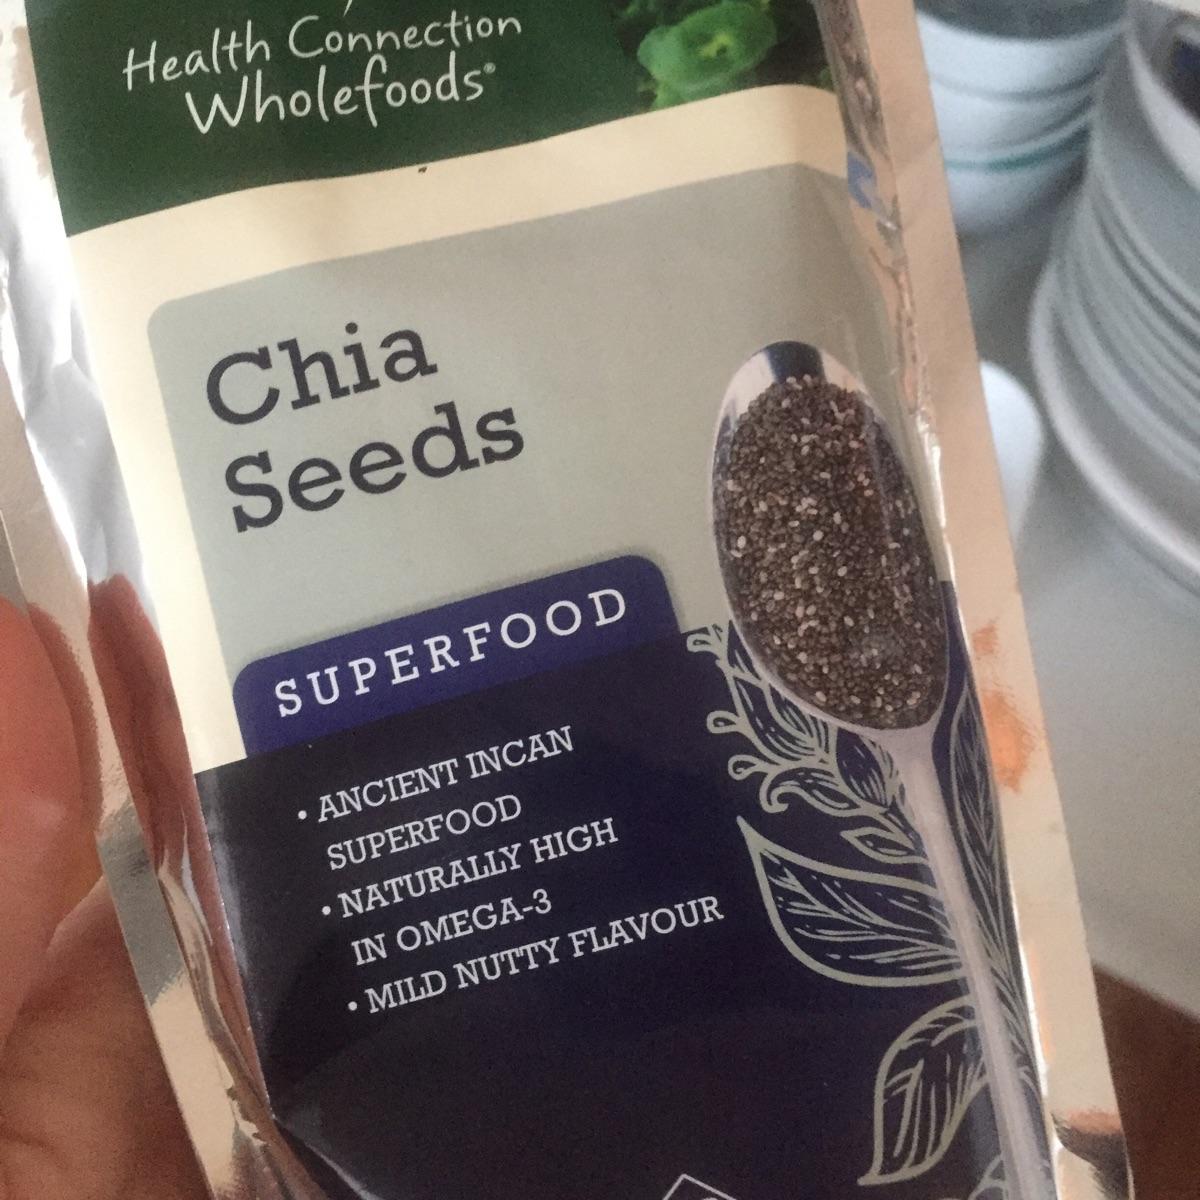 Health Connection
Wholefoods®
Chia
Seeds
SUPERFOOD
• ANCIENT INCAN
SUPERFOOD
• NATURALLY HIGH
IN OMEGA-3
• MILD NUTTY FLAVOUR